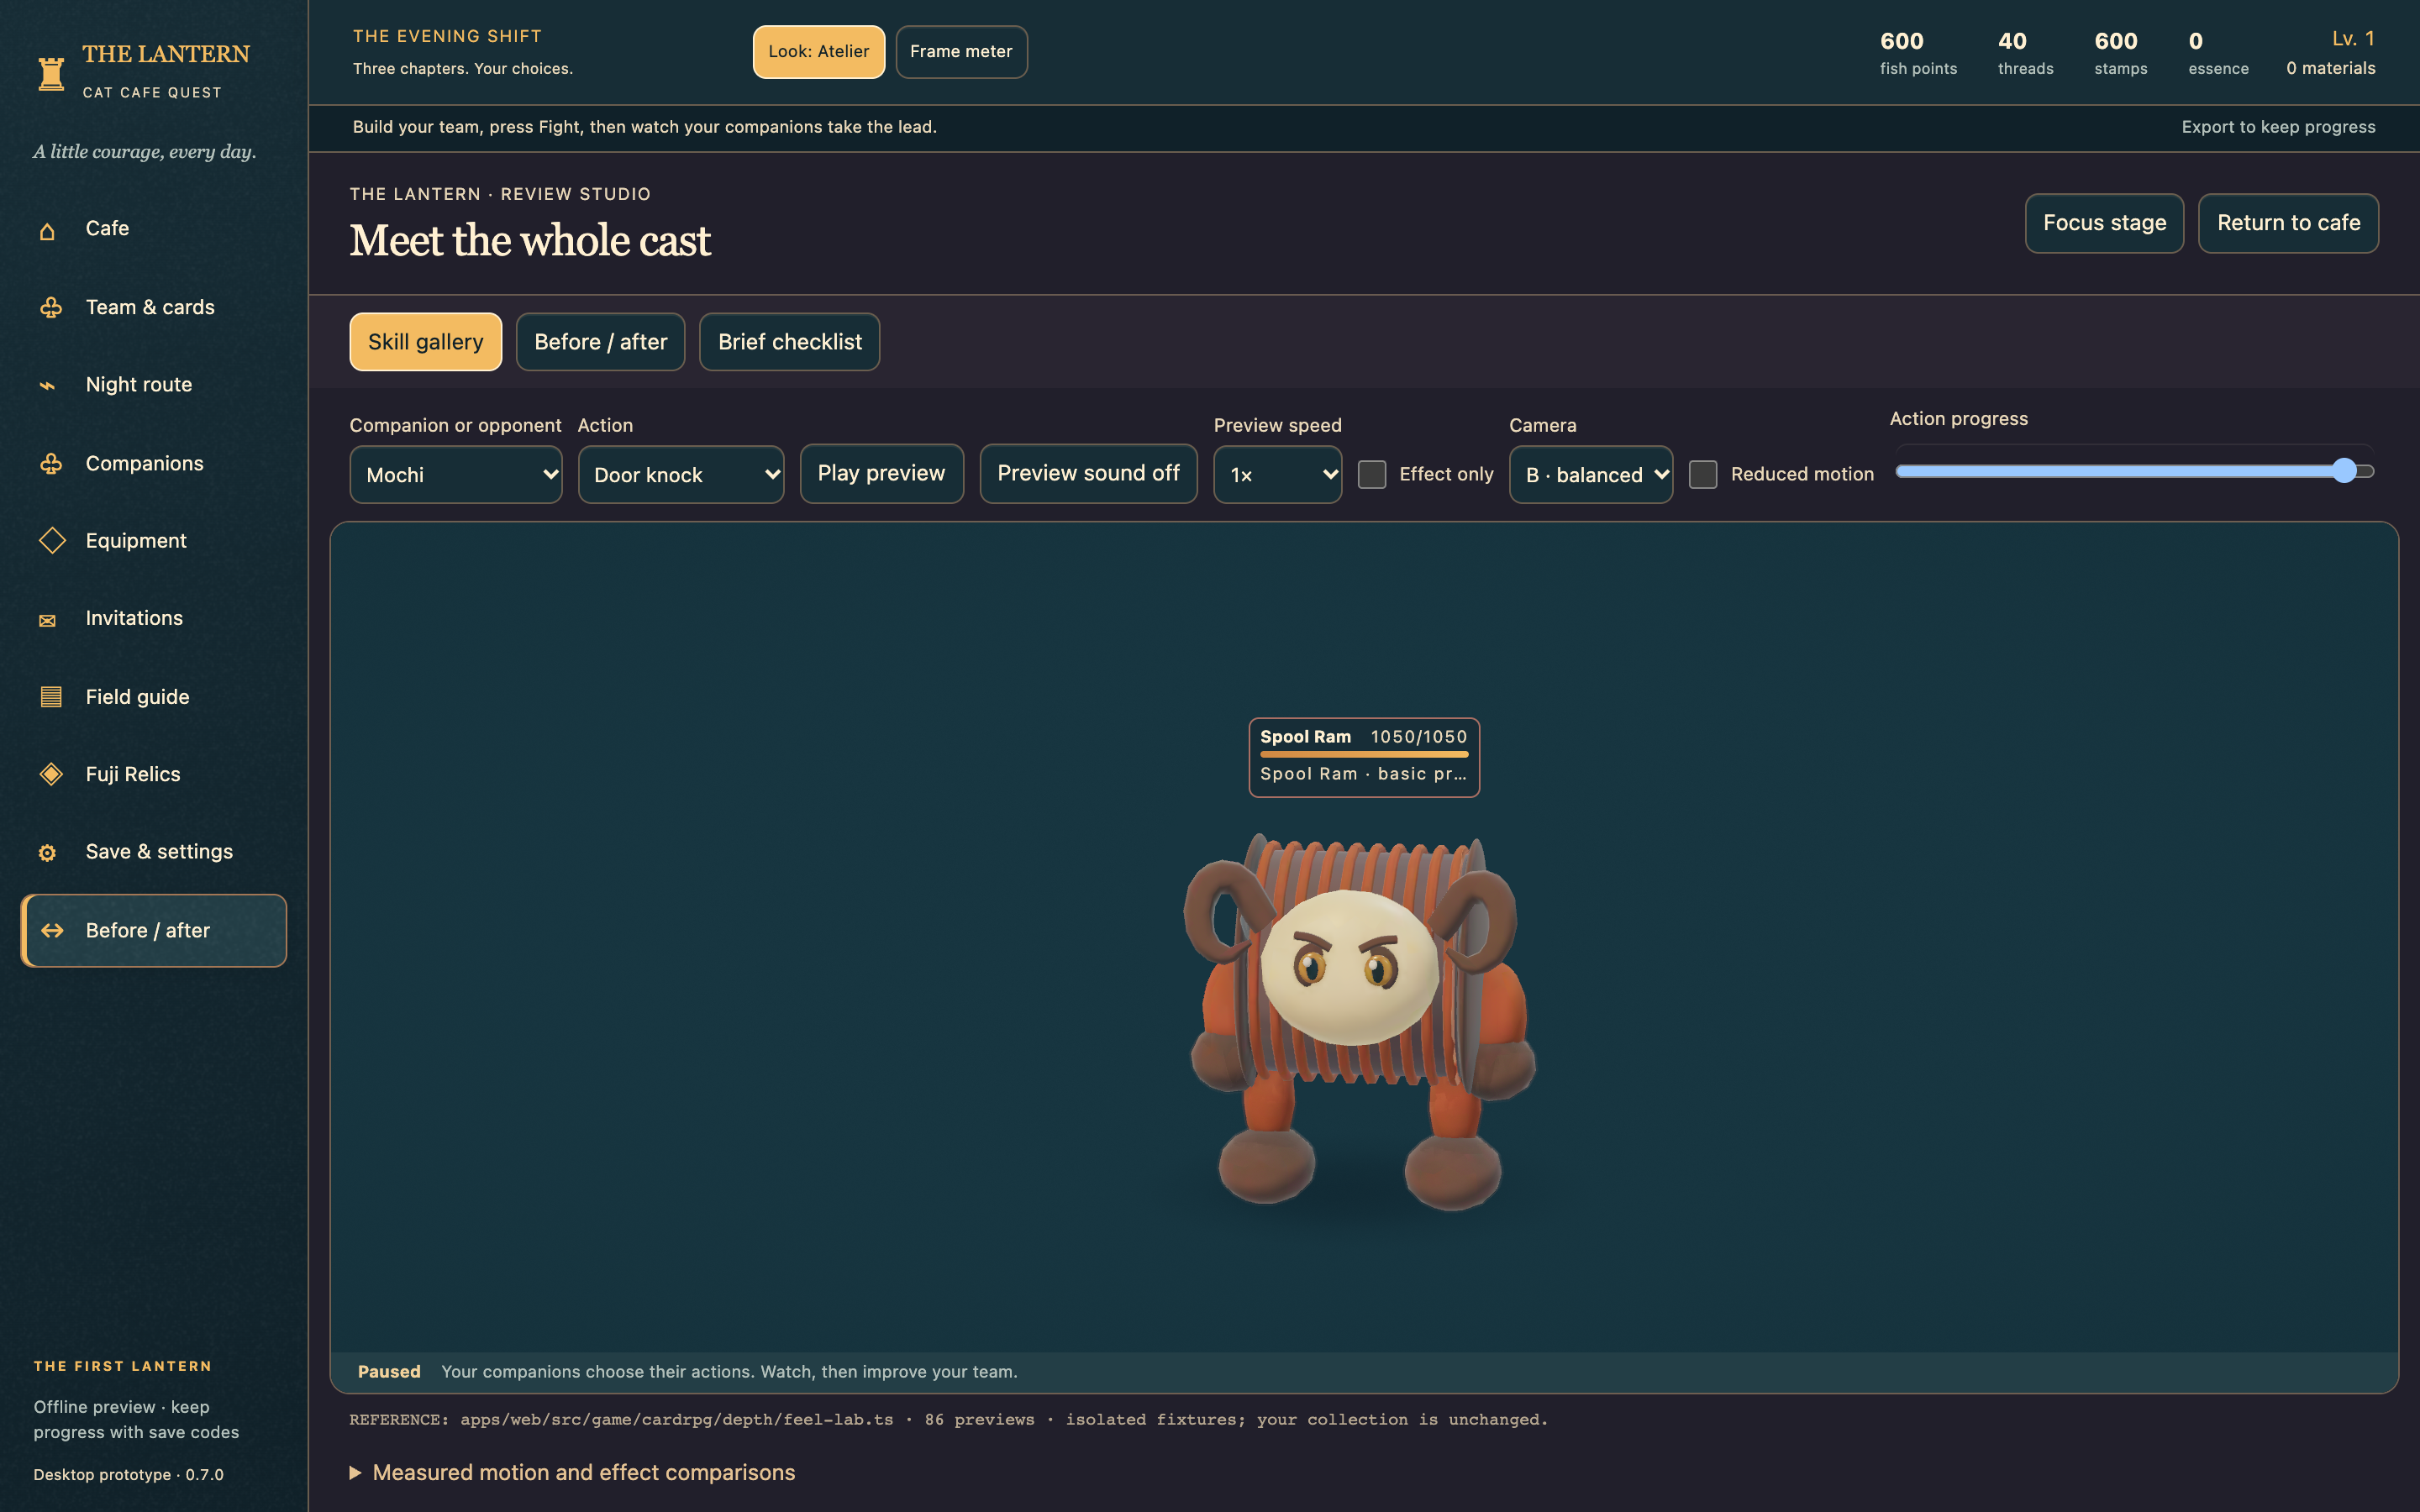 THE LANTERN
CAT CAFE QUEST
A little courage, every day.
Cafe
Team & cards
Night route
Companions
Equipment
Invitations
Field guide
Fuji Relics
Save & settings
Before / after
THE FIRST LANTERN
Offline preview · keep
progress with save codes
Desktop prototype · 0.7.0
THE EVENING SHIFT
Three chapters. Your choices.
Look: Atelier
Frame meter
600 fish points
40 threads
600 stamps
0 essence
Lv. 1
0 materials
Build your team, press Fight, then watch your companions take the lead.
Export to keep progress
THE LANTERN · REVIEW STUDIO
Meet the whole cast
Focus stage
Return to cafe
Skill gallery
Before / after
Brief checklist
Companion or opponent
Mochi
Action
Door knock
Play preview
Preview sound off
Preview speed
1×
Effect only
Camera
B · balanced
Reduced motion
Action progress
Spool Ram 1050/1050
Spool Ram · basic pr…
Paused Your companions choose their actions. Watch, then improve your team.
REFERENCE: apps/web/src/game/cardrpg/depth/feel-lab.ts · 86 previews · isolated fixtures; your collection is unchanged.
Measured motion and effect comparisons